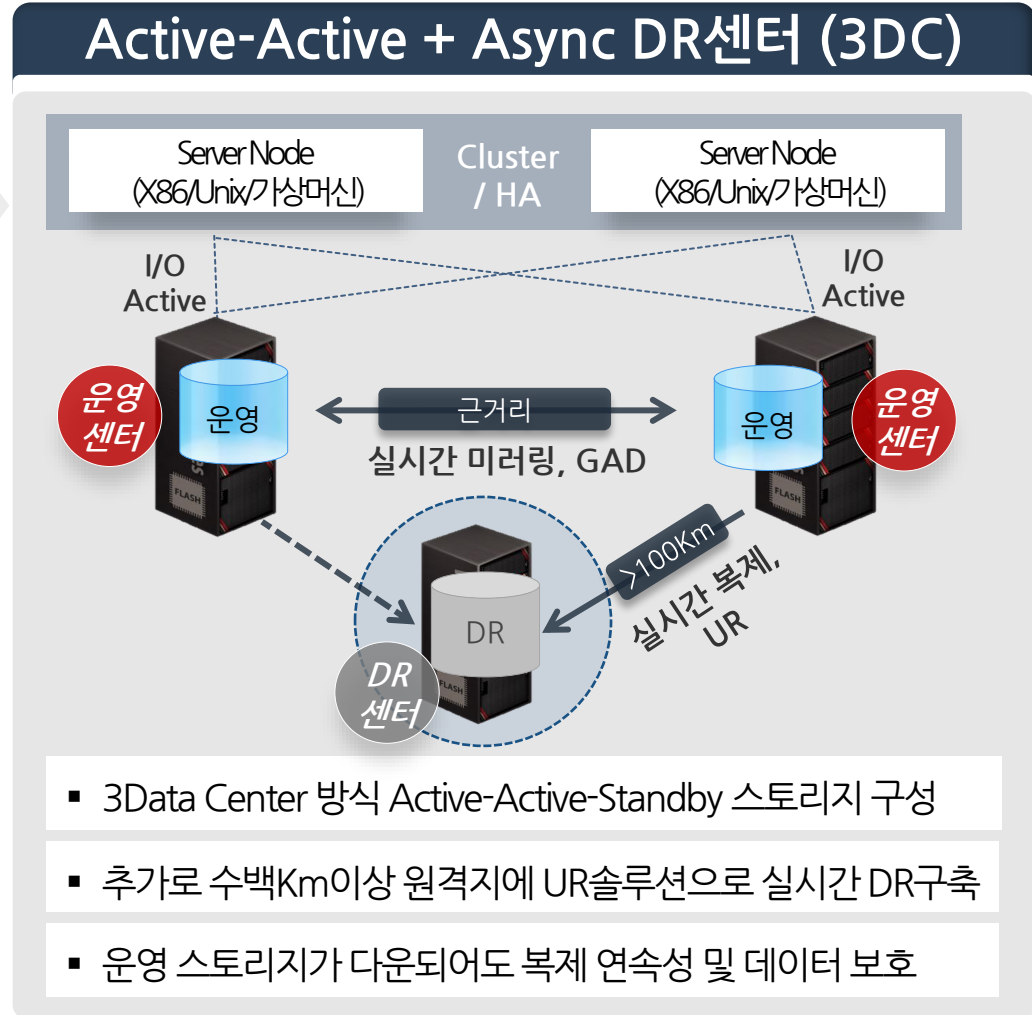 Active-Active + Async DR센터 (3DC)
Server Node
(X86/Unix/가상머신)
Cluster
/ HA
Server Node
(X86/Unix/가상머신)
I/O
Active
I/O
Active
운영
센터
운영
근거리
운영
운영
센터
실시간 미러링, GAD
FLASH
FLASH
>100Km
실시간 복제,
UR
DR
DR
센터
FLASH
▪ 3Data Center 방식 Active-Active-Standby 스토리지 구성
▪ 추가로 수백Km이상 원격지에 UR솔루션으로 실시간 DR구축
▪ 운영 스토리지가 다운되어도 복제 연속성 및 데이터 보호